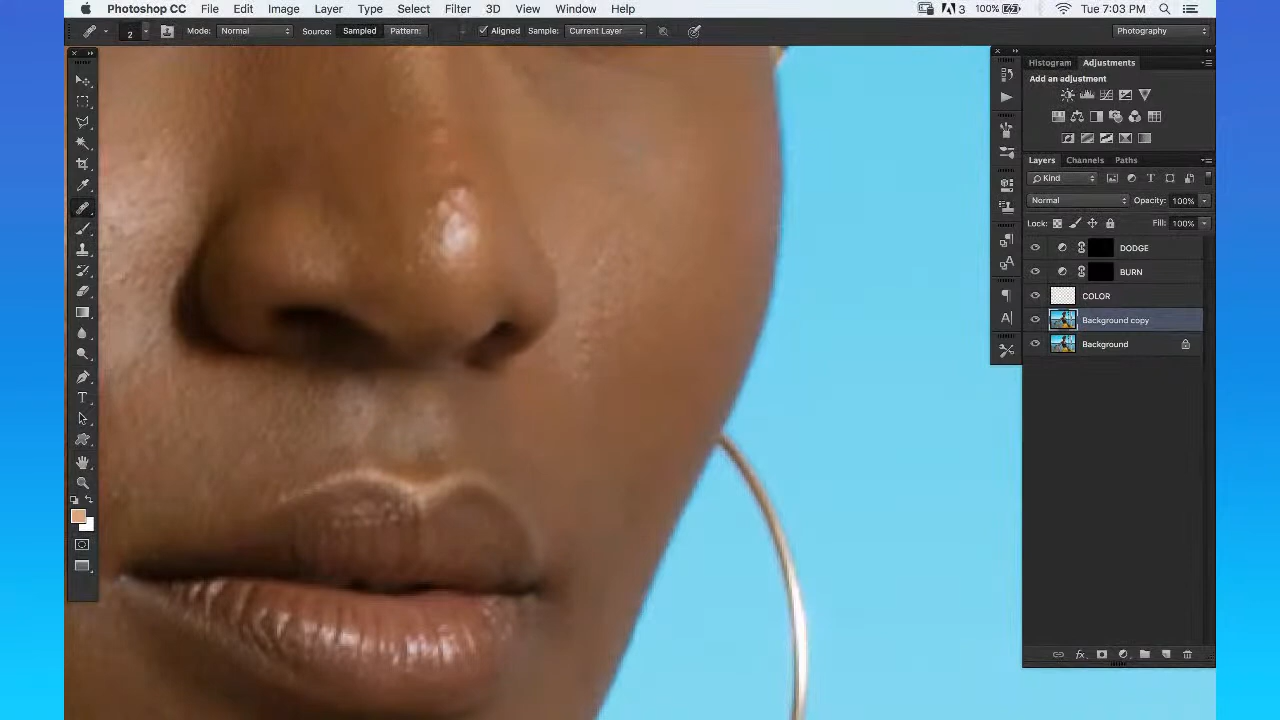 Photoshop CC File Edit Image Layer Type Select Filter 3D View Window Help 3 100% Tue 7:03 PM
2 Mode: Normal Source: Sampled Pattern: Aligned Sample: Current Layer Photography
Histogram Adjustments
Add an adjustment
Layers Channels Paths
Kind
Normal Opacity: 100%
Lock: Fill: 100%
DODGE
BURN
COLOR
Background copy
Background